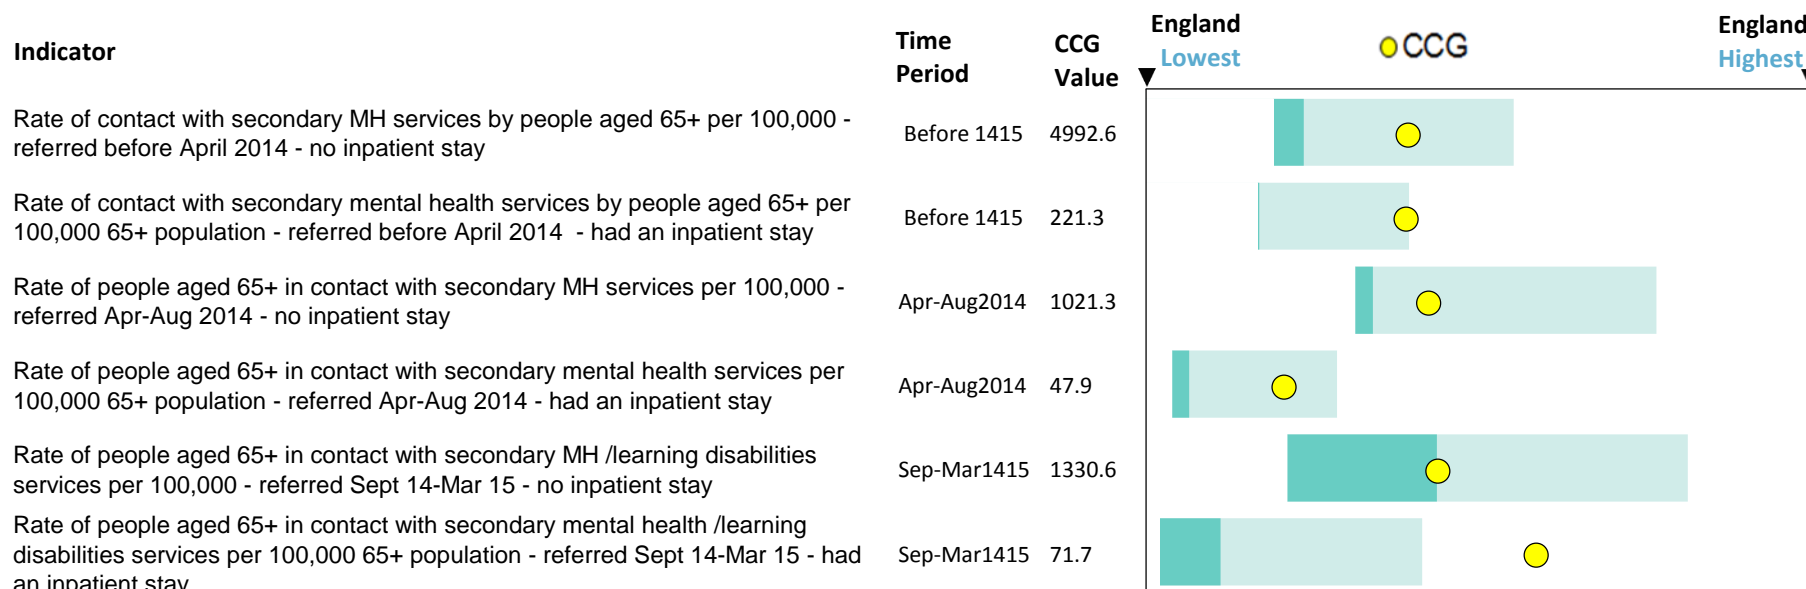 Indicator
Time
Period
CCG
Value
England
Lowest
CCG
England
Highest
Rate of contact with secondary MH services by people aged 65+ per 100,000 -
referred before April 2014 - no inpatient stay
Before 1415
4992.6
Rate of contact with secondary mental health services by people aged 65+ per
100,000 65+ population - referred before April 2014  - had an inpatient stay
Before 1415
221.3
Rate of people aged 65+ in contact with secondary MH services per 100,000 -
referred Apr-Aug 2014 - no inpatient stay
Apr-Aug2014
1021.3
Rate of people aged 65+ in contact with secondary mental health services per
100,000 65+ population - referred Apr-Aug 2014 - had an inpatient stay
Apr-Aug2014
47.9
Rate of people aged 65+ in contact with secondary MH /learning disabilities
services per 100,000 - referred Sept 14-Mar 15 - no inpatient stay
Sep-Mar1415
1330.6
Rate of people aged 65+ in contact with secondary mental health /learning
disabilities services per 100,000 65+ population - referred Sept 14-Mar 15 - had
an inpatient stay
Sep-Mar1415
71.7